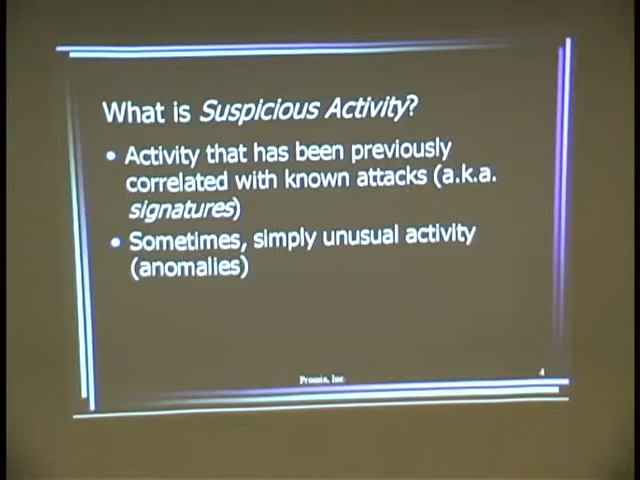 What is Suspicious Activity?
• Activity that has been previously
correlated with known attacks (a.k.a.
signatures)
• Sometimes, simply unusual activity
(anomalies)
Promia, Inc.
4